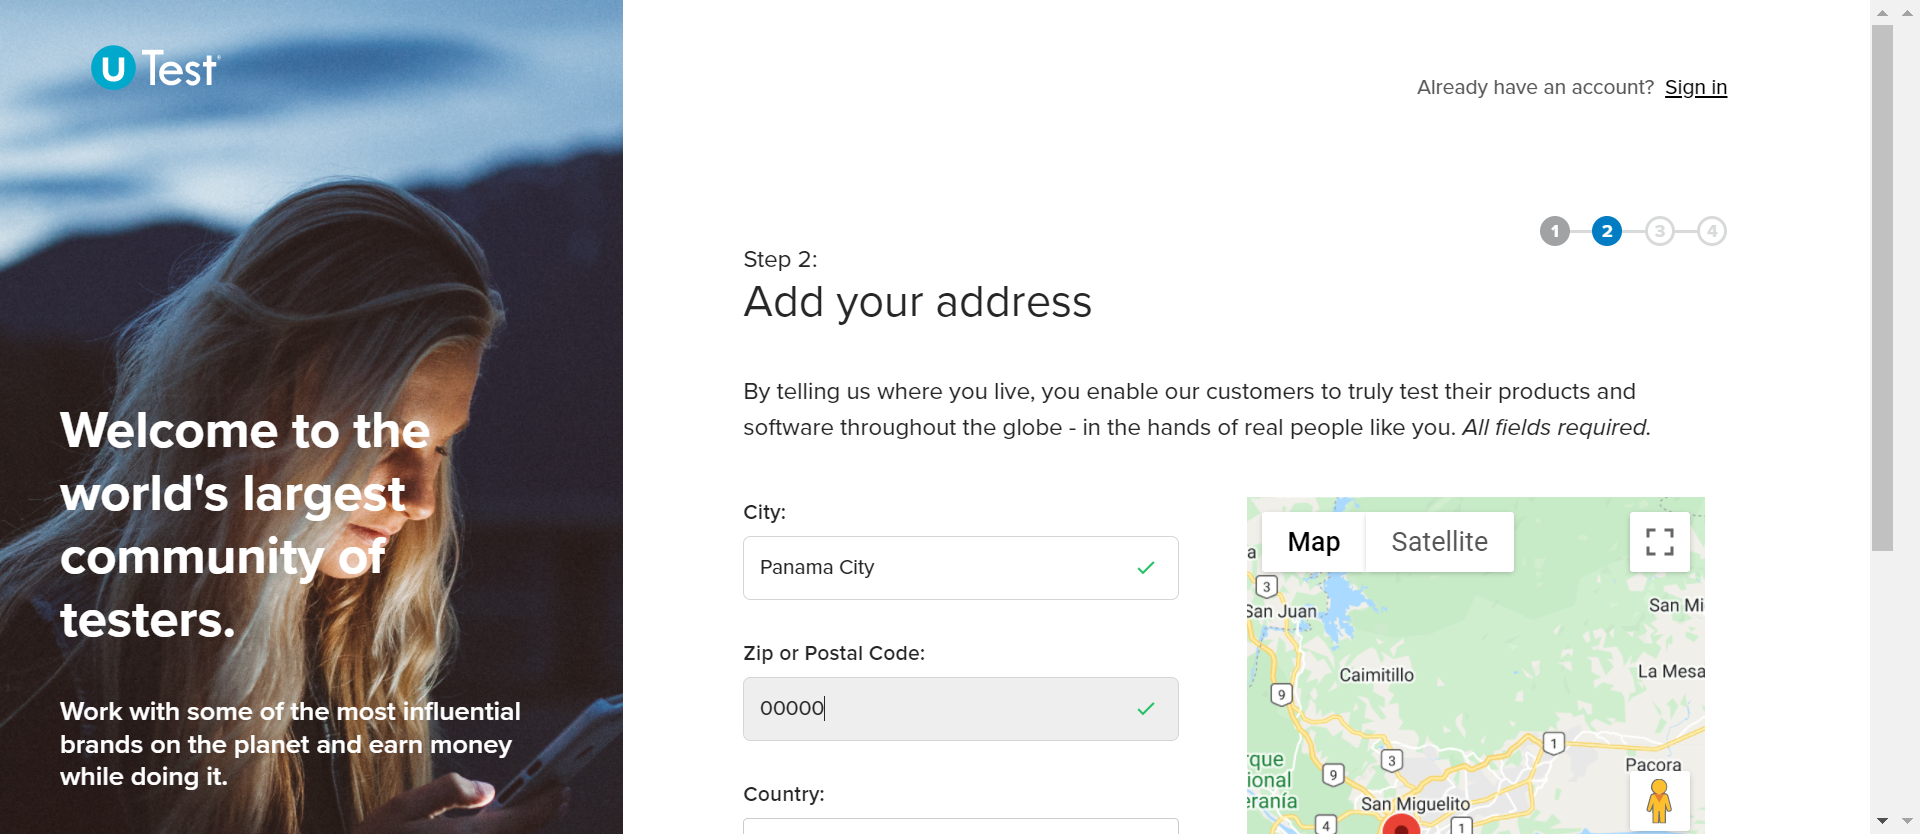 uTest
Already have an account? Sign in
1 2 3 4
Step 2:
Add your address
By telling us where you live, you enable our customers to truly test their products and
software throughout the globe - in the hands of real people like you. All fields required.
Welcome to the
world's largest
community of
testers.
Work with some of the most influential
brands on the planet and earn money
while doing it.
City:
Panama City
Zip or Postal Code:
00000
Country:
Map Satellite
a
3
San Juan
San Mi
Caimitillo
La Mesa
9
1
3
rque
Pacora
9
ional
eranía
San Miguelito
4
1